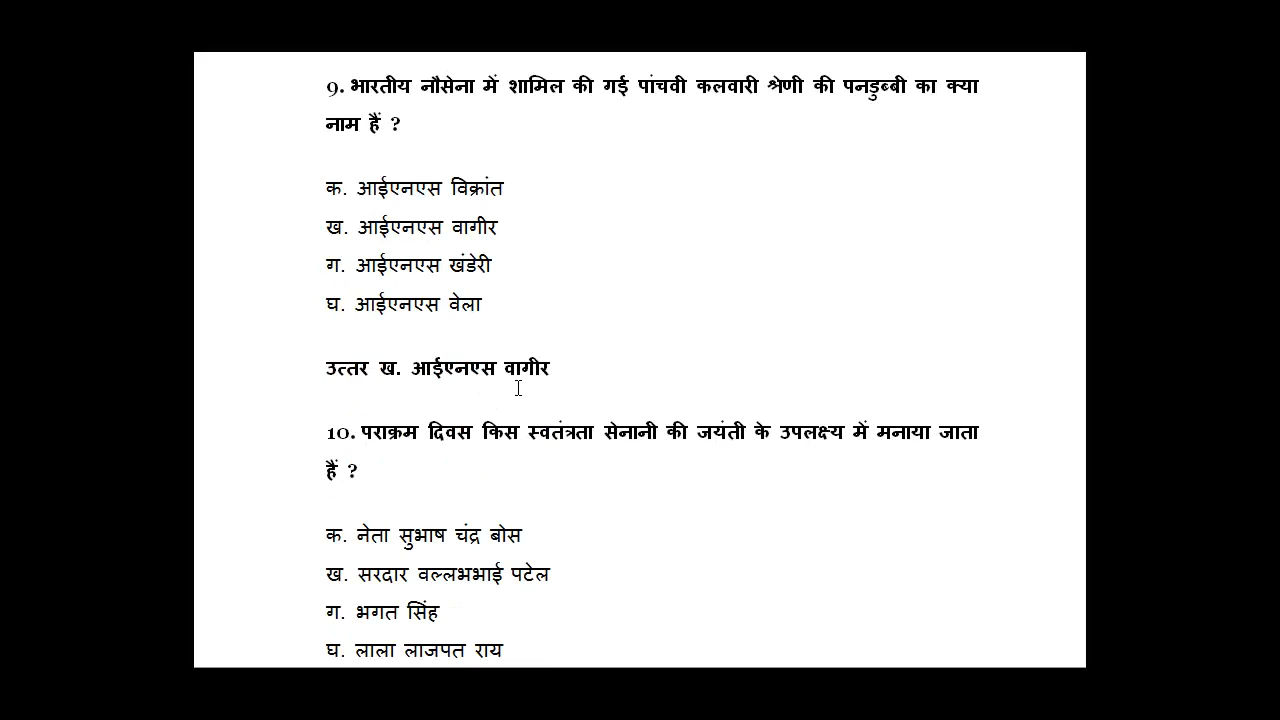 9. भारतीय नौसेना में शामिल की गई पांचवी कलवारी श्रेणी की पनडुब्बी का क्या
नाम हैं ?
क. आईएनएस विक्रांत
ख. आईएनएस वागीर
ग. आईएनएस खंडेरी
घ. आईएनएस वेला
उत्तर ख. आईएनएस वागीर
10. पराक्रम दिवस किस स्वतंत्रता सेनानी की जयंती के उपलक्ष्य में मनाया जाता
हैं ?
क. नेता सुभाष चंद्र बोस
ख. सरदार वल्लभभाई पटेल
ग. भगत सिंह
घ. लाला लाजपत राय